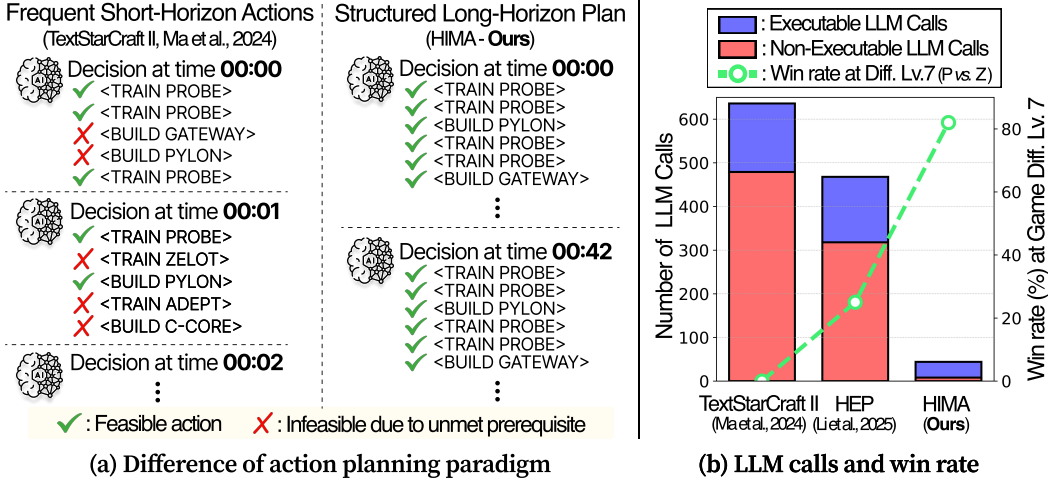 Frequent Short-Horizon Actions
(TextStarCraft II, Ma et al., 2024)
Decision at time 00:00
<TRAIN PROBE>
<TRAIN PROBE>
<BUILD GATEWAY>
<BUILD PYLON>
<TRAIN PROBE>
Decision at time 00:01
<TRAIN PROBE>
<TRAIN ZELOT>
<BUILD PYLON>
<TRAIN ADEPT>
<BUILD C-CORE>
Decision at time 00:02
Structured Long-Horizon Plan
(HIMA - Ours)
Decision at time 00:00
<TRAIN PROBE>
<TRAIN PROBE>
<BUILD PYLON>
<TRAIN PROBE>
<TRAIN PROBE>
<BUILD GATEWAY>
Decision at time 00:42
<TRAIN PROBE>
<TRAIN PROBE>
<BUILD PYLON>
<TRAIN PROBE>
<TRAIN PROBE>
<BUILD GATEWAY>
AI
AI
AI
AI
AI
: Feasible action
: Infeasible due to unmet prerequisite
(a) Difference of action planning paradigm
: Executable LLM Calls
: Non-Executable LLM Calls
: Win rate at Diff. Lv.7 (P vs. Z)
Number of LLM Calls
600
500
400
300
200
100
0
80
60
40
20
0
Win rate (%) at Game Diff. Lv. 7
TextStarCraft II
(Ma et al., 2024)
HEP
(Li et al., 2025)
HIMA
(Ours)
(b) LLM calls and win rate